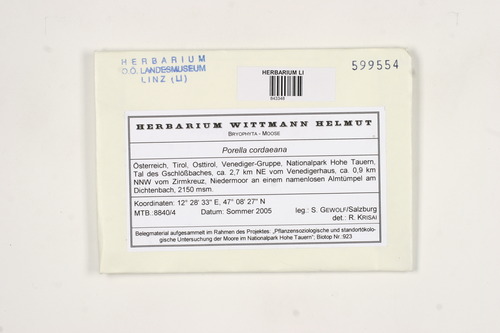 HERBARIUM
O.Ö. LANDESMUSEUM
LINZ (LI)
HERBARIUM LI
943348
599554
HERBARIUM WITTMANN HELMUT
BRYOPHYTA - MOOSE
Porella cordaeana
Österreich, Tirol, Osttirol, Venediger-Gruppe, Nationalpark Hohe Tauern,
Tal des Gschlößbaches, ca. 2,7 km NE vom Venedigerhaus, ca. 0,9 km
NNW vom Zirmkreuz, Niedermoor an einem namenlosen Almtümpel am
Dichtenbach, 2150 msm.
Koordinaten: 12° 28' 33" E, 47° 08' 27" N
MTB.:8840/4 Datum: Sommer 2005 leg.: S. GEWOLF/Salzburg
det.: R. KRISAI
Belegmaterial aufgesammelt im Rahmen des Projektes: „Pflanzensoziologische und standortökolo-
gische Untersuchung der Moore im Nationalpark Hohe Tauern"; Biotop Nr. 923